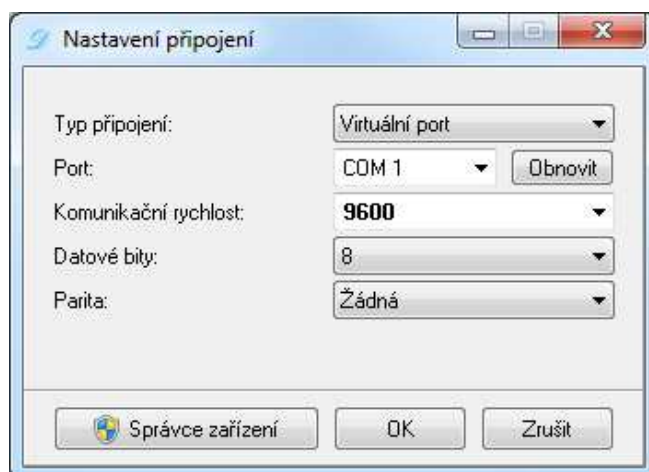 Nastavení připojení
Typ připojení: Virtuální port
Port: COM 1 Obnovit
Komunikační rychlost: 9600
Datové bity: 8
Parita: Žádná
Správce zařízení OK Zrušit